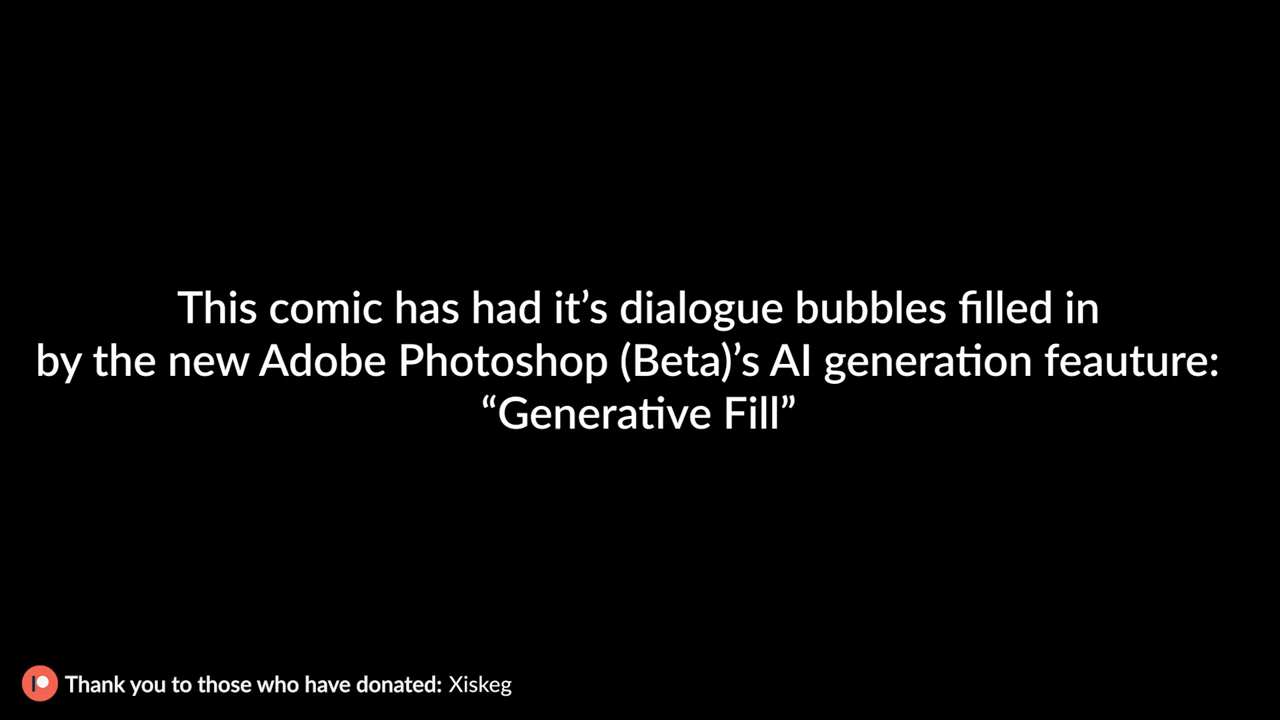 This comic has had it’s dialogue bubbles filled in
by the new Adobe Photoshop (Beta)’s AI generation feauture:
“Generative Fill”
Thank you to those who have donated: Xiskeg